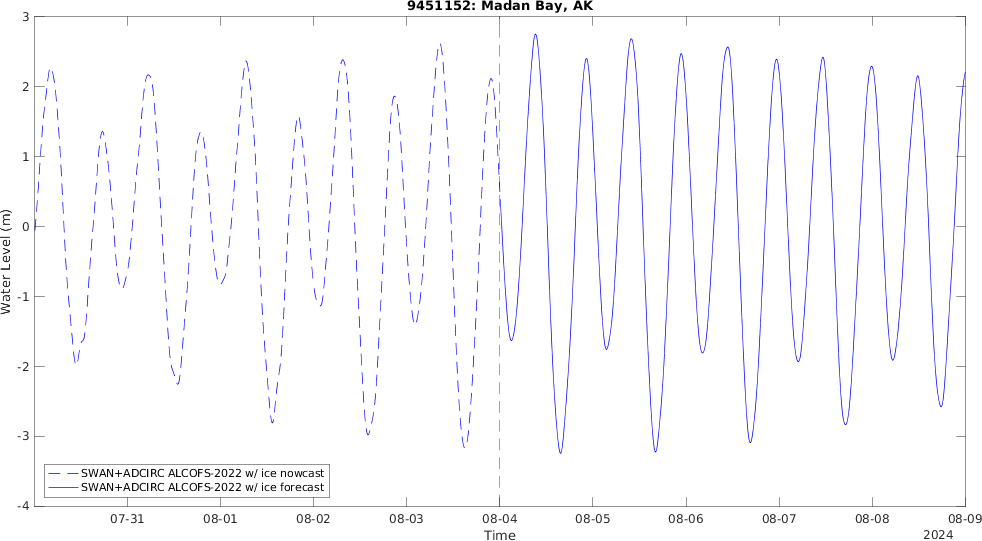 9451152: Madan Bay, AK
3
2
1
0
-1
-2
-3
-4
Water Level (m)
SWAN+ADCIRC ALCOFS-2022 w/ ice nowcast
SWAN+ADCIRC ALCOFS-2022 w/ ice forecast
07-31 08-01 08-02 08-03 08-04 08-05 08-06 08-07 08-08 08-09
Time
2024